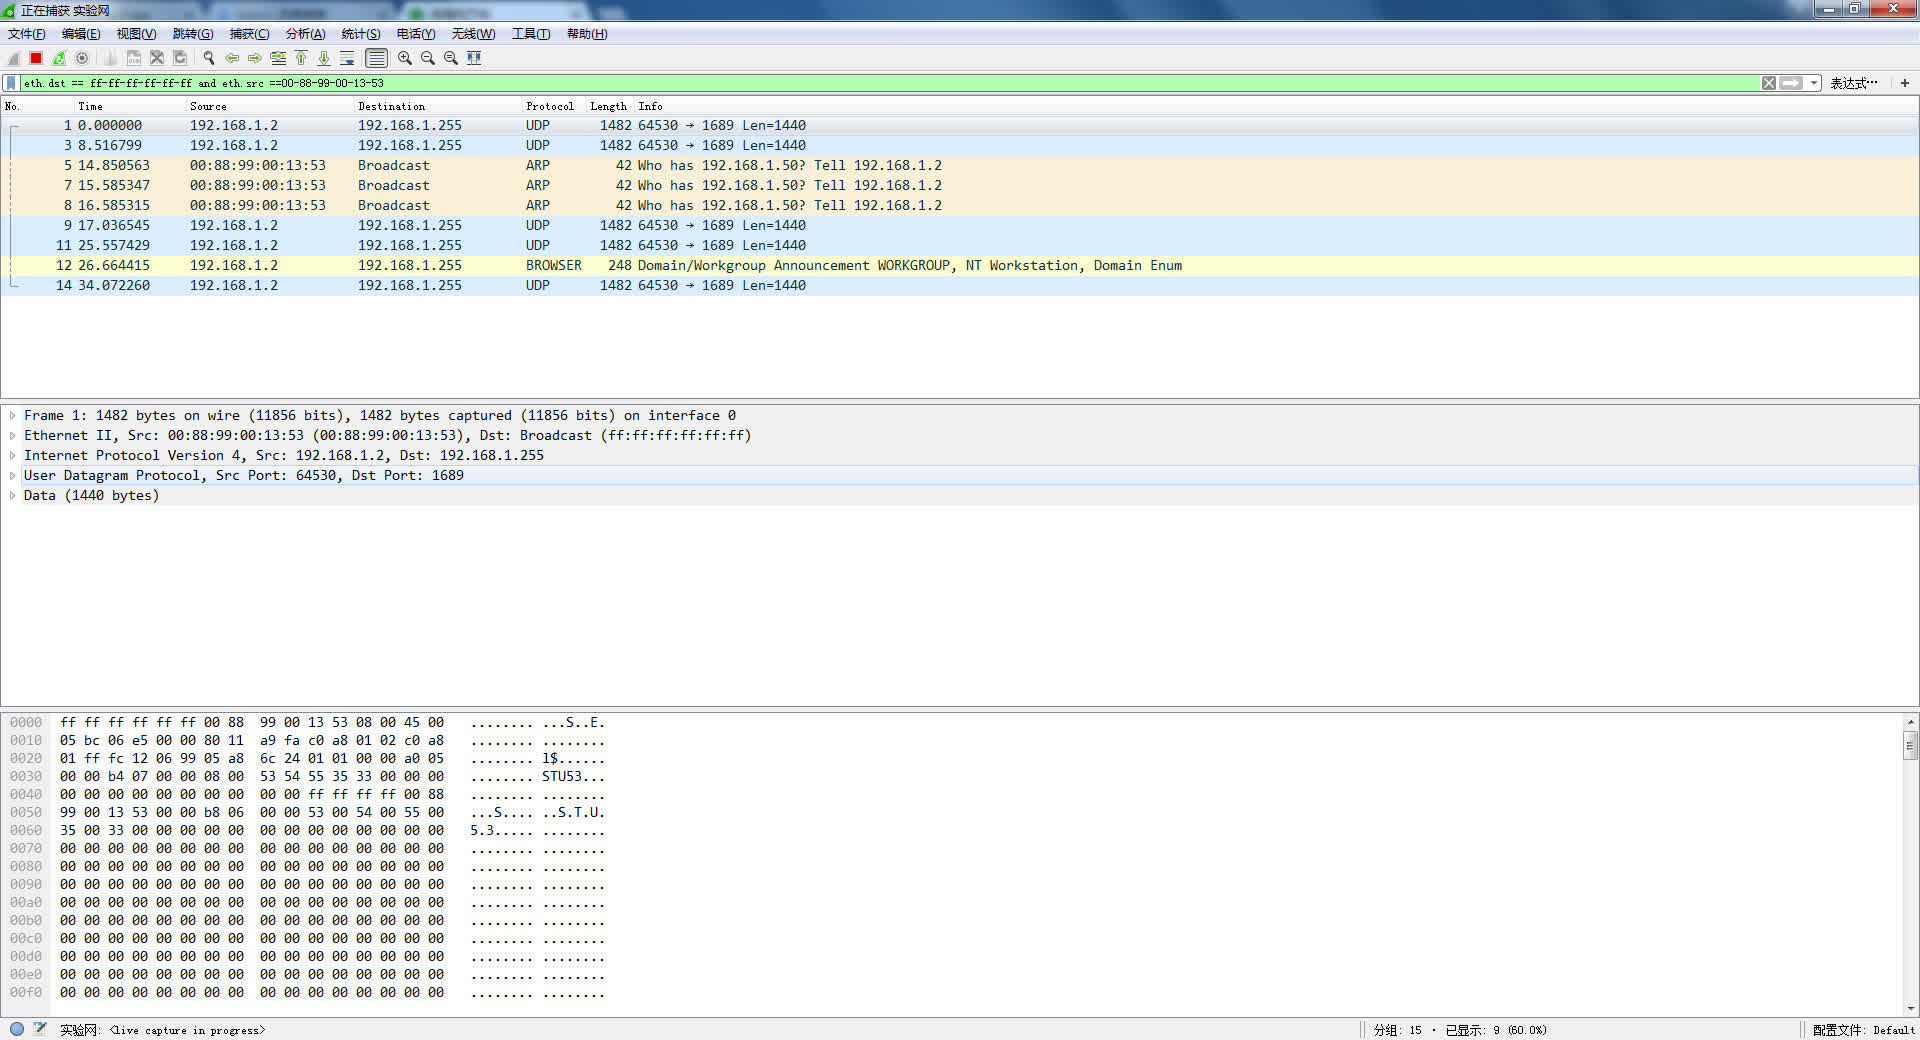 正在捕获 实验网
文件(F) 编辑(E) 视图(V) 跳转(G) 捕获(C) 分析(A) 统计(S) 电话(Y) 无线(W) 工具(T) 帮助(H)
eth.dst == ff-ff-ff-ff-ff-ff and eth.src ==00-88-99-00-13-53 表达式… +
No. Time Source Destination Protocol Length Info
1 0.000000 192.168.1.2 192.168.1.255 UDP 1482 64530 → 1689 Len=1440
3 8.516799 192.168.1.2 192.168.1.255 UDP 1482 64530 → 1689 Len=1440
5 14.850563 00:88:99:00:13:53 Broadcast ARP 42 Who has 192.168.1.50? Tell 192.168.1.2
7 15.585347 00:88:99:00:13:53 Broadcast ARP 42 Who has 192.168.1.50? Tell 192.168.1.2
8 16.585315 00:88:99:00:13:53 Broadcast ARP 42 Who has 192.168.1.50? Tell 192.168.1.2
9 17.036545 192.168.1.2 192.168.1.255 UDP 1482 64530 → 1689 Len=1440
11 25.557429 192.168.1.2 192.168.1.255 UDP 1482 64530 → 1689 Len=1440
12 26.664415 192.168.1.2 192.168.1.255 BROWSER 248 Domain/Workgroup Announcement WORKGROUP, NT Workstation, Domain Enum
14 34.072260 192.168.1.2 192.168.1.255 UDP 1482 64530 → 1689 Len=1440
Frame 1: 1482 bytes on wire (11856 bits), 1482 bytes captured (11856 bits) on interface 0
Ethernet II, Src: 00:88:99:00:13:53 (00:88:99:00:13:53), Dst: Broadcast (ff:ff:ff:ff:ff:ff)
Internet Protocol Version 4, Src: 192.168.1.2, Dst: 192.168.1.255
User Datagram Protocol, Src Port: 64530, Dst Port: 1689
Data (1440 bytes)
0000 ff ff ff ff ff ff 00 88 99 00 13 53 08 00 45 00 ........ ...S..E.
0010 05 bc 06 e5 00 00 80 11 a9 fa c0 a8 01 02 c0 a8 ........ ........
0020 01 ff fc 12 06 99 05 a8 6c 24 01 01 00 00 a0 05 ........ l$......
0030 00 00 b4 07 00 00 08 00 53 54 55 35 33 00 00 00 ........ STU53...
0040 00 00 00 00 00 00 00 00 00 00 ff ff ff ff 00 88 ........ ........
0050 99 00 13 53 00 00 b8 06 00 00 53 00 54 00 55 00 ...S.... ..S.T.U.
0060 35 00 33 00 00 00 00 00 00 00 00 00 00 00 00 00 5.3..... ........
0070 00 00 00 00 00 00 00 00 00 00 00 00 00 00 00 00 ........ ........
0080 00 00 00 00 00 00 00 00 00 00 00 00 00 00 00 00 ........ ........
0090 00 00 00 00 00 00 00 00 00 00 00 00 00 00 00 00 ........ ........
00a0 00 00 00 00 00 00 00 00 00 00 00 00 00 00 00 00 ........ ........
00b0 00 00 00 00 00 00 00 00 00 00 00 00 00 00 00 00 ........ ........
00c0 00 00 00 00 00 00 00 00 00 00 00 00 00 00 00 00 ........ ........
00d0 00 00 00 00 00 00 00 00 00 00 00 00 00 00 00 00 ........ ........
00e0 00 00 00 00 00 00 00 00 00 00 00 00 00 00 00 00 ........ ........
00f0 00 00 00 00 00 00 00 00 00 00 00 00 00 00 00 00 ........ ........
实验网: <live capture in progress> 分组: 15 · 已显示: 9 (60.0%) 配置文件: Default